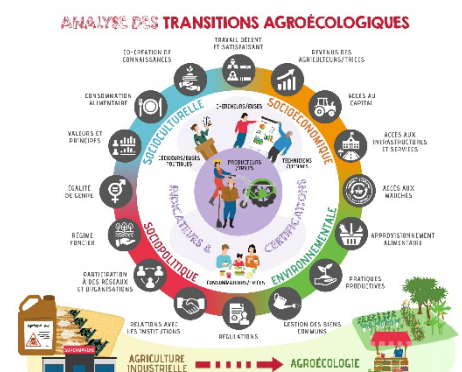 ANALYSE DES TRANSITIONS AGROÉCOLOGIQUES
TRAVAIL DÉCENT
ET SATISFAISANT
CO-CRÉATION DE
CONNAISSANCES
REVENUS DES
AGRICULTEURS/TRICES
CONSOMMATION
ALIMENTAIRE
ACCÈS AU
CAPITAL
SOCIOCULTURELLE
SOCIOÉCONOMIQUE
CHERCHEURS/EUSES
VALEURS ET
PRINCIPES
DÉCIDEURS/EUSES
POLITIQUES
PRODUCTEURS
/TRICES
TECHNICIENS
/CIENNES
ACCÈS AUX
INFRASTRUCTURES
ET SERVICES
ÉGALITÉ
DE GENRE
ACCÈS AUX
MARCHÉS
INDICATEURS &
CERTIFICATIONS
RÉGIME
FONCIER
APPROVISIONNEMENT
ALIMENTAIRE
SOCIOPOLITIQUE
ENVIRONNEMENTALE
CONSOMMATEURS/TRICES
PARTICIPATION
À DES RÉSEAUX
ET ORGANISATIONS
PRATIQUES
PRODUCTIVES
RELATIONS AVEC
LES INSTITUTIONS
REGULATIONS
GESTION DES BIENS
COMMUNS
SUPERMARCHÉ
AGRICULTURE
INDUSTRIELLE
AGROÉCOLOGIE